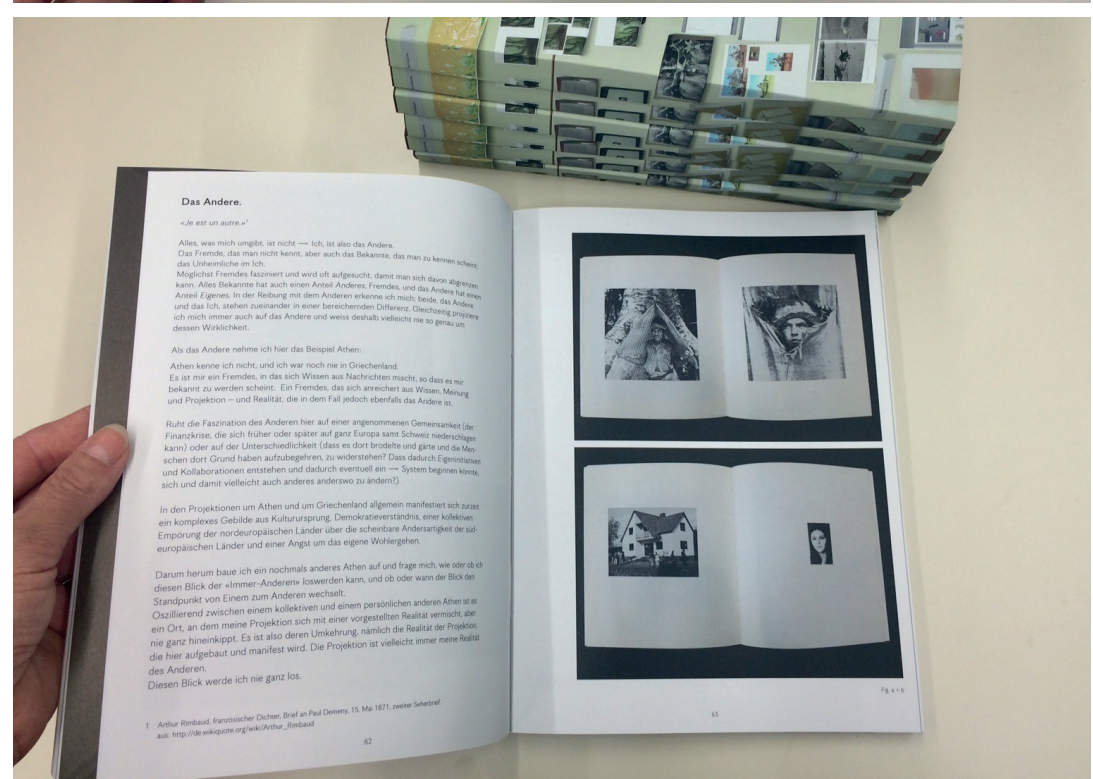 Das Andere.
«Je est un autre.»¹
Alles, was mich umgibt, ist nicht — Ich, ist also das Andere.
Das Fremde, das man nicht kennt, aber auch das Bekannte, das man zu kennen scheint;
das Unheimliche im Ich.
Möglichst Fremdes fasziniert und wird oft aufgesucht, damit man sich davon abgrenzen
kann. Alles Bekannte hat auch einen Anteil Anderes, Fremdes, und das Andere hat einen
Anteil Eigenes. In der Reibung mit dem Anderen erkenne ich mich; beide, das Andere
und das Ich, stehen zueinander in einer bereichernden Differenz. Gleichzeitig projiziere
ich mich immer auch auf das Andere und weiss deshalb vielleicht nie so genau um
dessen Wirklichkeit.
Als das Andere nehme ich hier das Beispiel Athen:
Athen kenne ich nicht, und ich war noch nie in Griechenland.
Es ist mir ein Fremdes, in das sich Wissen aus Nachrichten mischt, so dass es mir
bekannt zu werden scheint. Ein Fremdes, das sich anreichert aus Wissen, Meinung
und Projektion – und Realität, die in dem Fall jedoch ebenfalls das Andere ist.
Ruht die Faszination des Anderen hier auf einer angenommenen Gemeinsamkeit (der
Finanzkrise, die sich früher oder später auf ganz Europa samt Schweiz niederschlagen
kann) oder auf der Unterschiedlichkeit (dass es dort brodelte und gärte und die Men-
schen dort Grund haben aufzubegehren, zu widerstehen? Dass dadurch Eigeninitiativen
und Kollaborationen entstehen und dadurch eventuell ein — System beginnen könnte,
sich und damit vielleicht auch anderes anderswo zu ändern?)
In den Projektionen um Athen und um Griechenland allgemein manifestiert sich zurzeit
ein komplexes Gebilde aus Kulturursprung, Demokratieverständnis, einer kollektiven
Empörung der nordeuropäischen Länder über die scheinbare Andersartigkeit der süd-
europäischen Länder und einer Angst um das eigene Wohlergehen.
Darum herum baue ich ein nochmals anderes Athen auf und frage mich, wie oder ob ich
diesen Blick der «Immer-Anderen» loswerden kann, und ob oder wann der Blick den
Standpunkt von Einem zum Anderen wechselt.
Oszillierend zwischen einem kollektiven und einem persönlichen anderen Athen ist es
ein Ort, an dem meine Projektion sich mit einer vorgestellten Realität vermischt, aber
nie ganz hineinkippt. Es ist also deren Umkehrung, nämlich die Realität der Projektion,
die hier aufgebaut und manifest wird. Die Projektion ist vielleicht immer meine Realität
des Anderen.
Diesen Blick werde ich nie ganz los.
1 Arthur Rimbaud, französischer Dichter, Brief an Paul Demeny, 15. Mai 1871, zweiter Seherbrief.
aus: http://de.wikiquote.org/wiki/Arthur_Rimbaud
62
Fig. a + b
63